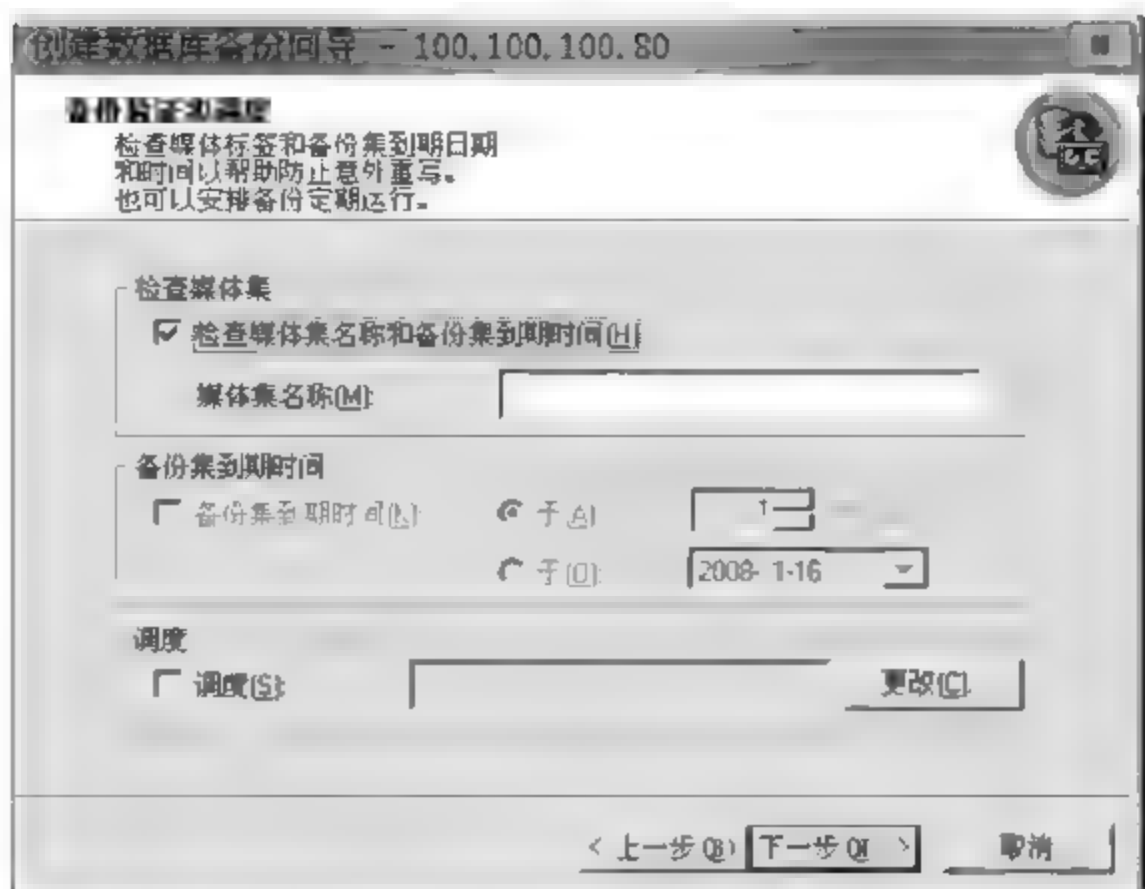 创建数据库备份向导 - 100.100.100.80
备份验证和调度
检查媒体标签和备份集到期日期
和时间以帮助防止意外重写。
也可以安排备份定期运行。
检查媒体集
检查媒体集名称和备份集到期时间(H)
媒体集名称(M):
备份集到期时间
备份集到期时间(K): 于(A) 1
于(O): 2008- 1-16
调度
调度(S): 更改(C)
< 上一步(B) 下一步(N) > 取消